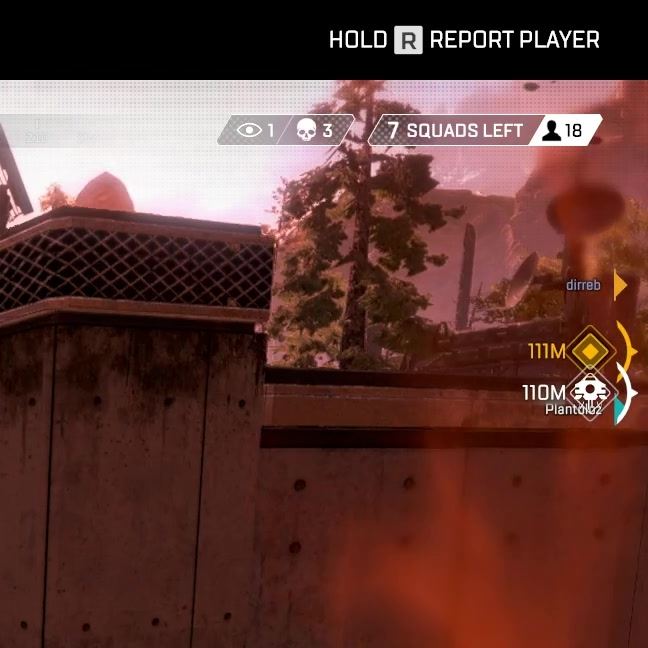 HOLD R REPORT PLAYER
1 3 7 SQUADS LEFT 18
dirreb
111M
110M